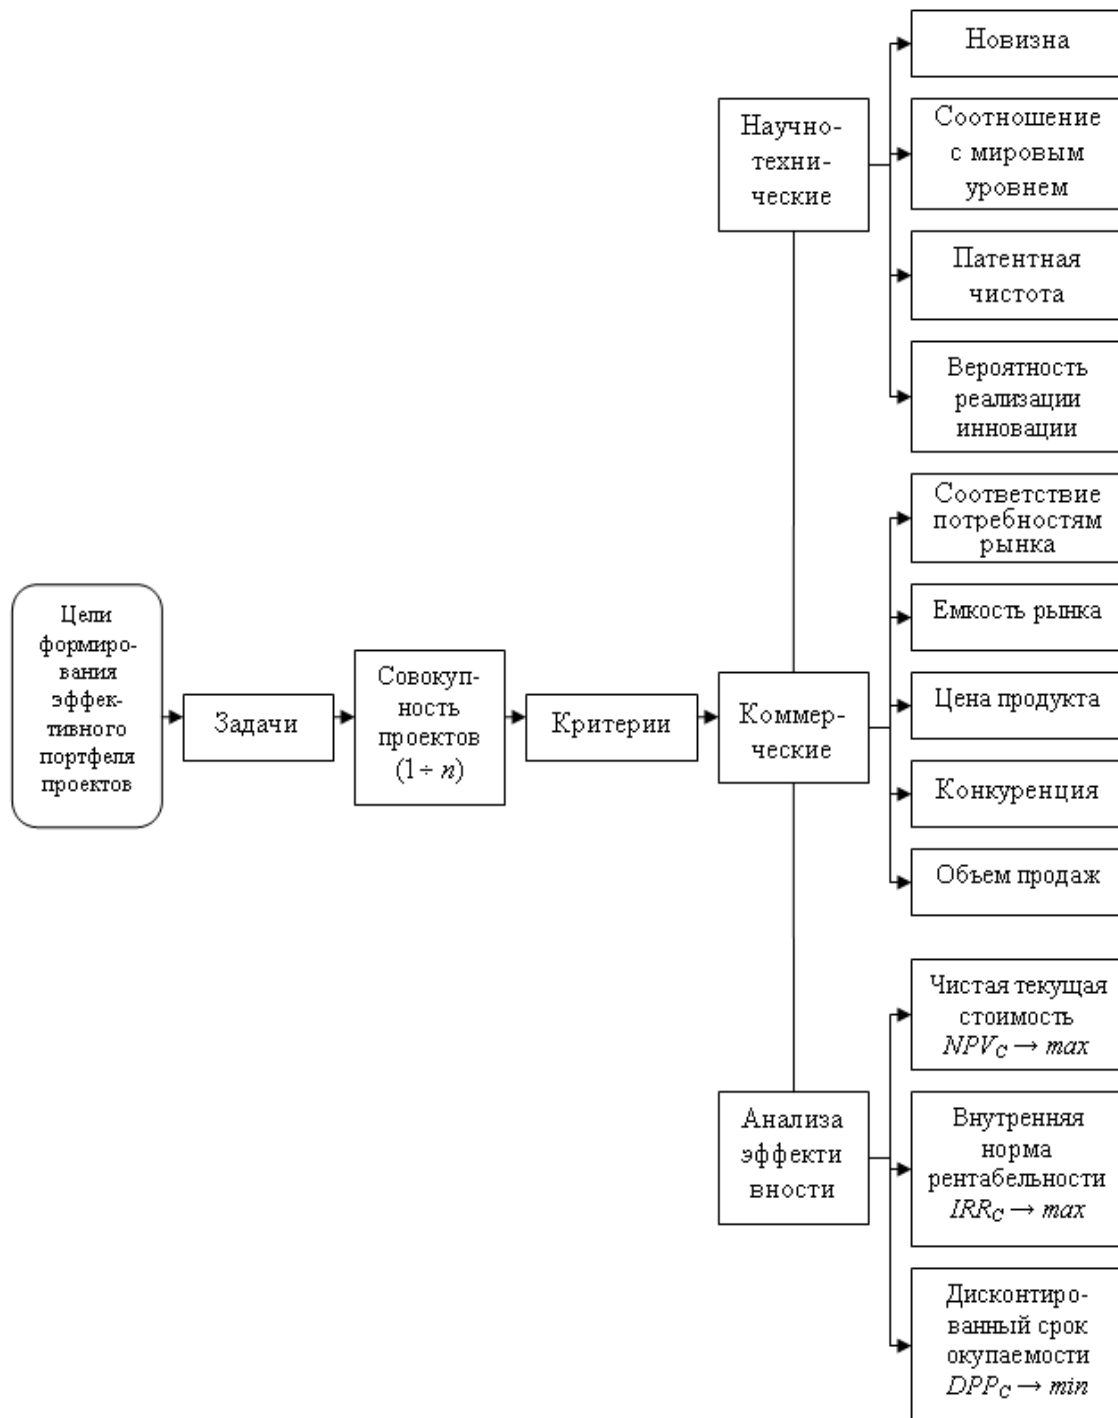 Цели
формиро-
вания
эффек-
тивного
портфеля
проектов
Задачи
Совокуп-
ность
проектов
(1 ÷ n)
Критерии
Научно-
техни-
ческие
Новизна
Соотношение
с мировым
уровнем
Патентная
чистота
Вероятность
реализации
инновации
Коммер-
ческие
Соответствие
потребностям
рынка
Емкость рынка
Цена продукта
Конкуренция
Объем продаж
Анализа
эффекти
вности
Чистая текущая
стоимость
NPV_C → max
Внутренняя
норма
рентабельности
IRR_C → max
Дисконтиро-
ванный срок
окупаемости
DPP_C → min